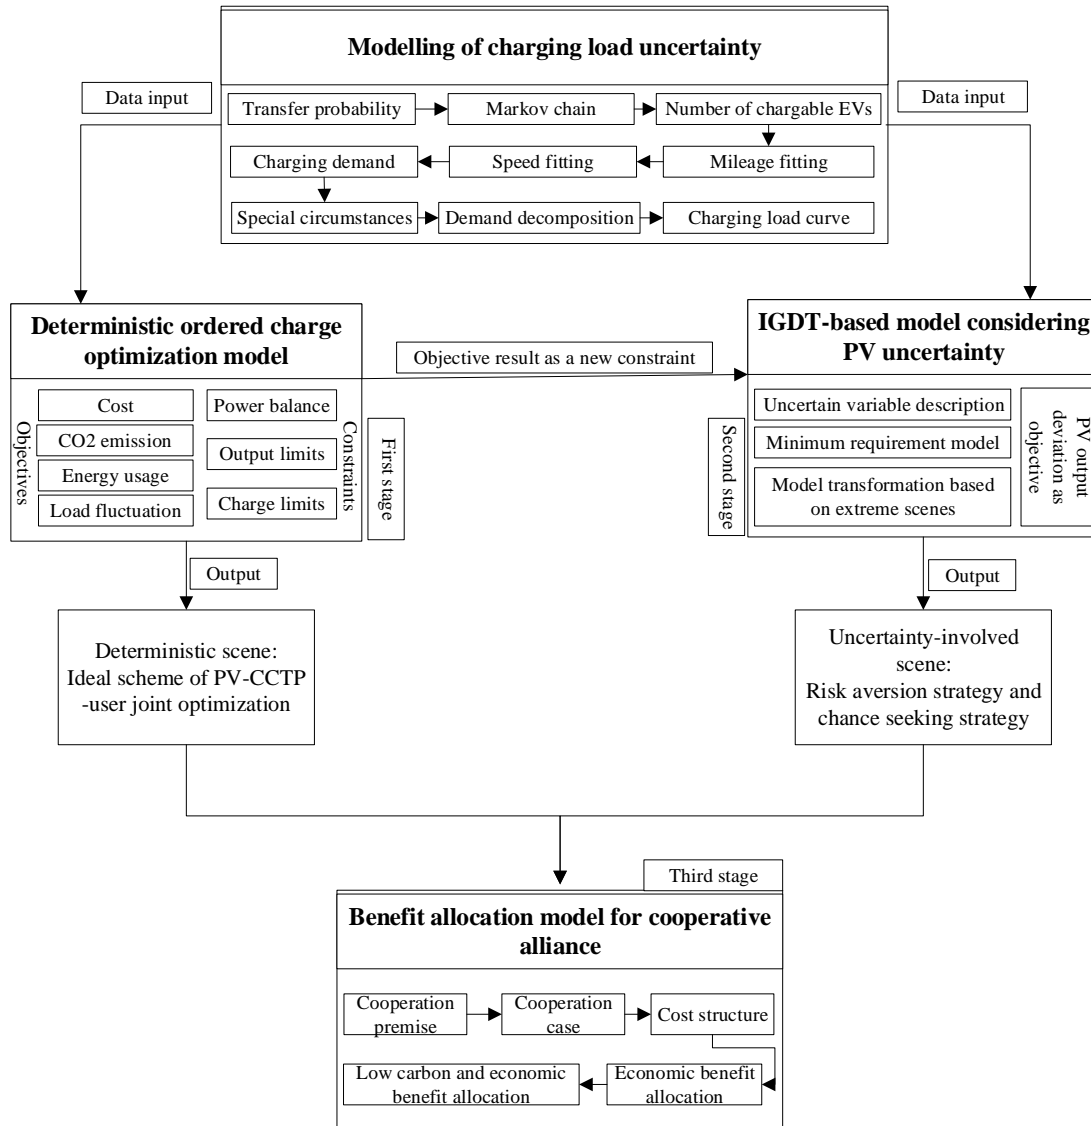 Modelling of charging load uncertainty
Data input
Data input
Transfer probability
Markov chain
Number of chargable EVs
Charging demand
Speed fitting
Mileage fitting
Special circumstances
Demand decomposition
Charging load curve
Deterministic ordered charge
optimization model
Objective result as a new constraint
IGDT-based model considering
PV uncertainty
Objectives
Cost
CO2 emission
Energy usage
Load fluctuation
Power balance
Output limits
Charge limits
Constraints
First stage
Second stage
Uncertain variable description
Minimum requirement model
Model transformation based
on extreme scenes
PV output
deviation as
objective
Output
Output
Deterministic scene:
Ideal scheme of PV-CCTP
-user joint optimization
Uncertainty-involved
scene:
Risk aversion strategy and
chance seeking strategy
Third stage
Benefit allocation model for cooperative
alliance
Cooperation
premise
Cooperation
case
Cost structure
Low carbon and economic
benefit allocation
Economic benefit
allocation